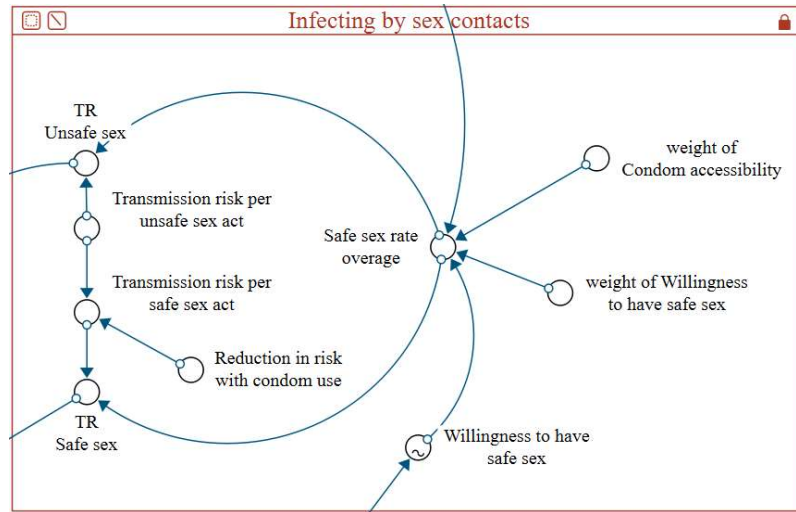 Infecting by sex contacts
TR
Unsafe sex
Transmission risk per
unsafe sex act
Transmission risk per
safe sex act
Reduction in risk
with condom use
TR
Safe sex
Safe sex rate
overage
weight of
Condom accessibility
weight of Willingness
to have safe sex
Willingness to have
safe sex